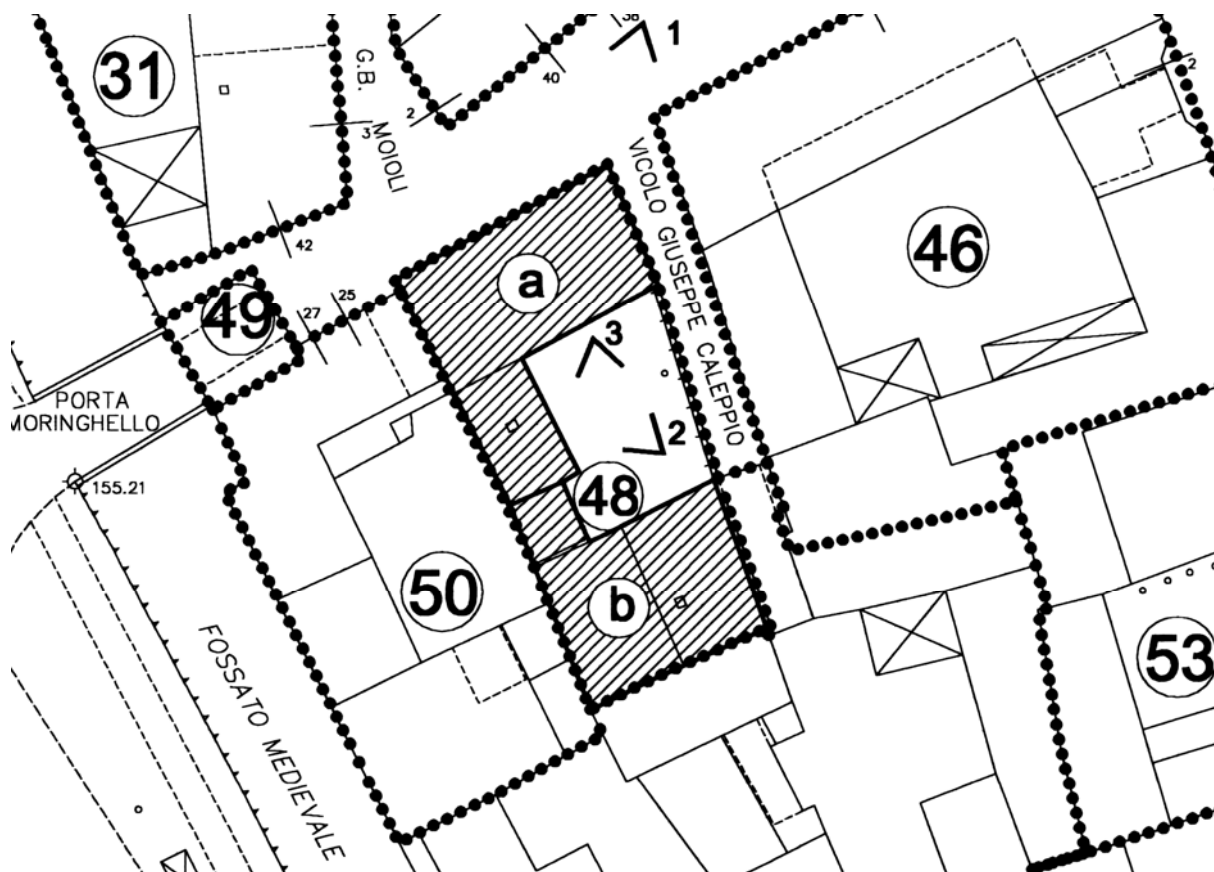 38
1
31
G.B. MOIOLI
40
2
2
3
VICOLO GIUSEPPE CALEPPIO
42
46
a
49
27
25
3
PORTA
MORINGHELLO
2
155.21
48
50
b
53
FOSSATO MEDIEVALE